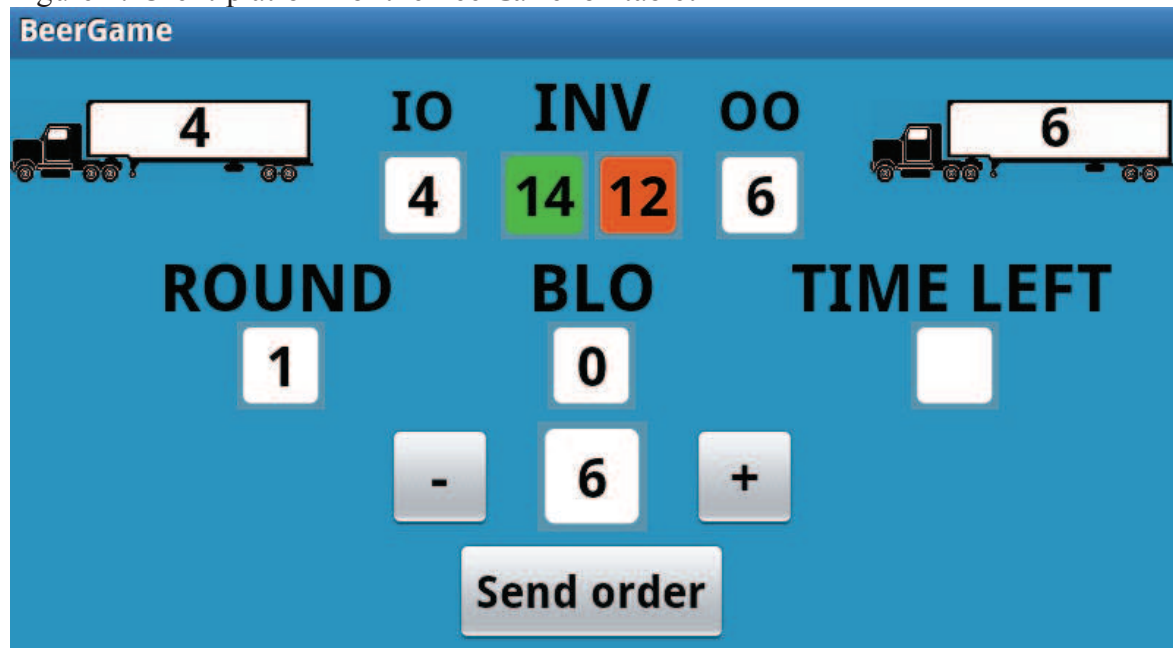 BeerGame
4 IO INV OO 6
4 14 12 6
ROUND BLO TIME LEFT
1 0
- 6 +
Send order